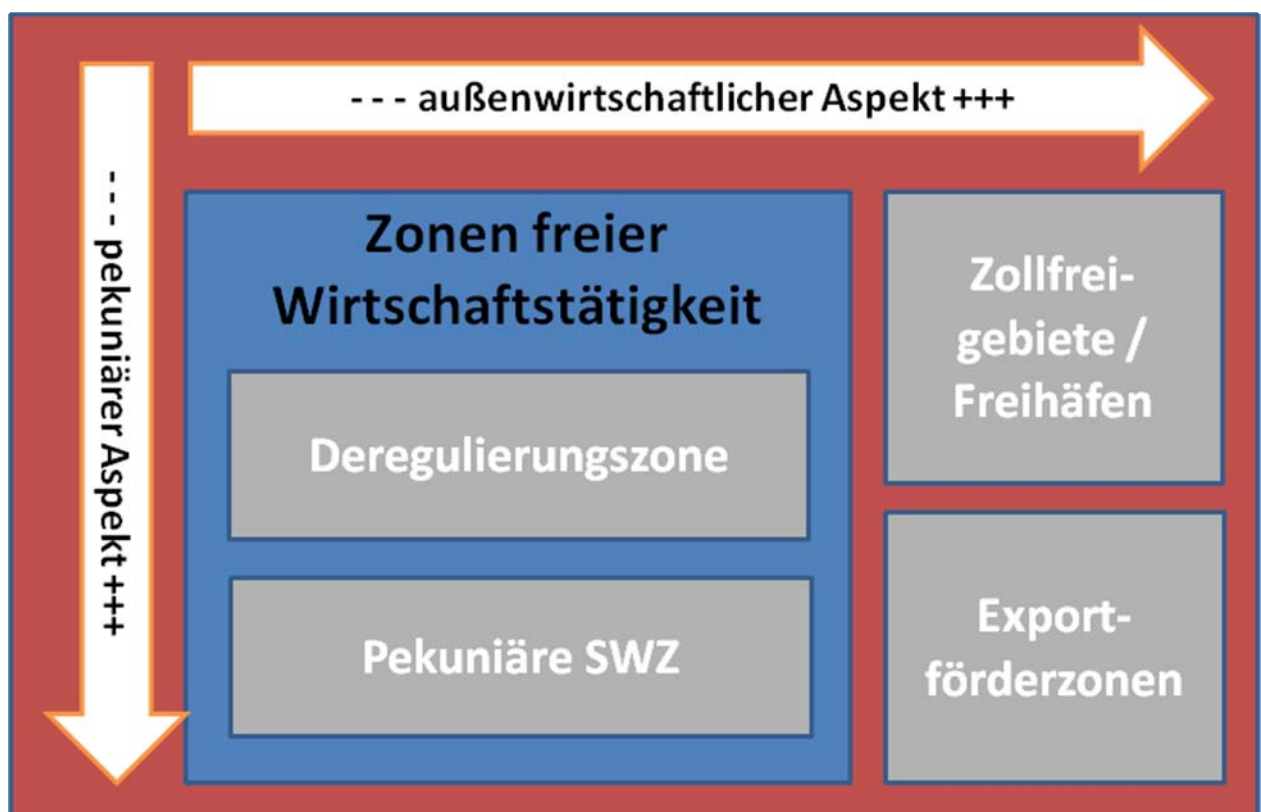 - - - außenwirtschaftlicher Aspekt +++
- - - pekuniärer Aspekt +++
Zonen freier
Wirtschaftstätigkeit
Deregulierungszone
Pekuniäre SWZ
Zollfrei-
gebiete /
Freihäfen
Export-
förderzonen